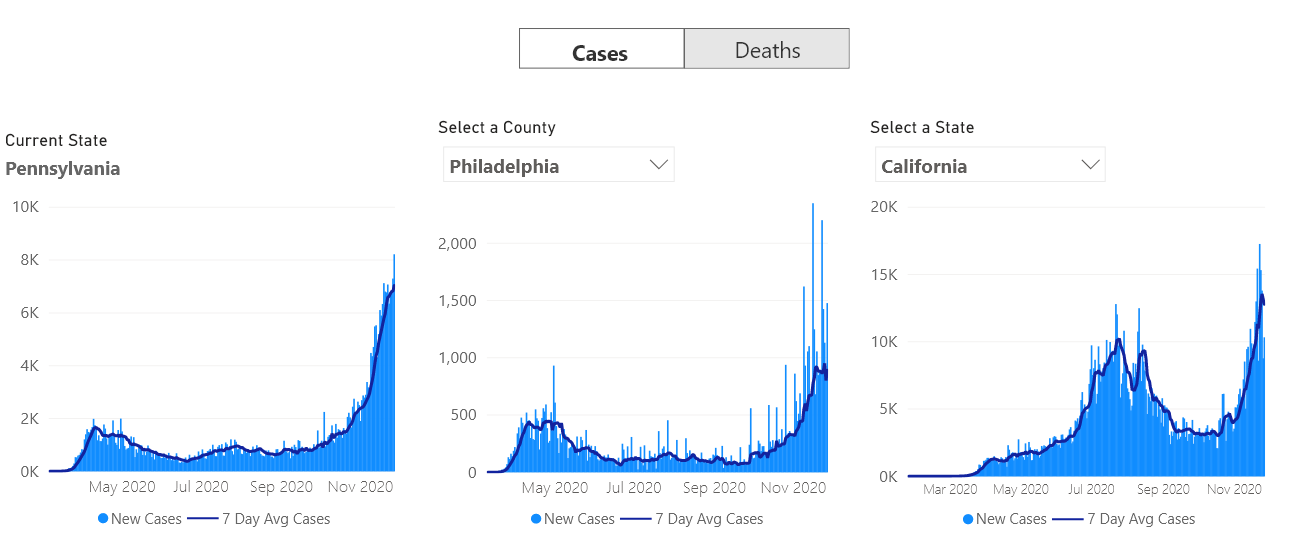 Cases
Deaths
Current State
Pennsylvania
10K
8K
6K
4K
2K
0K
May 2020
Jul 2020
Sep 2020
Nov 2020
New Cases
7 Day Avg Cases
Select a County
Philadelphia
2,000
1,500
1,000
500
0
May 2020
Jul 2020
Sep 2020
Nov 2020
New Cases
7 Day Avg Cases
Select a State
California
20K
15K
10K
5K
0K
Mar 2020
May 2020
Jul 2020
Sep 2020
Nov 2020
New Cases
7 Day Avg Cases